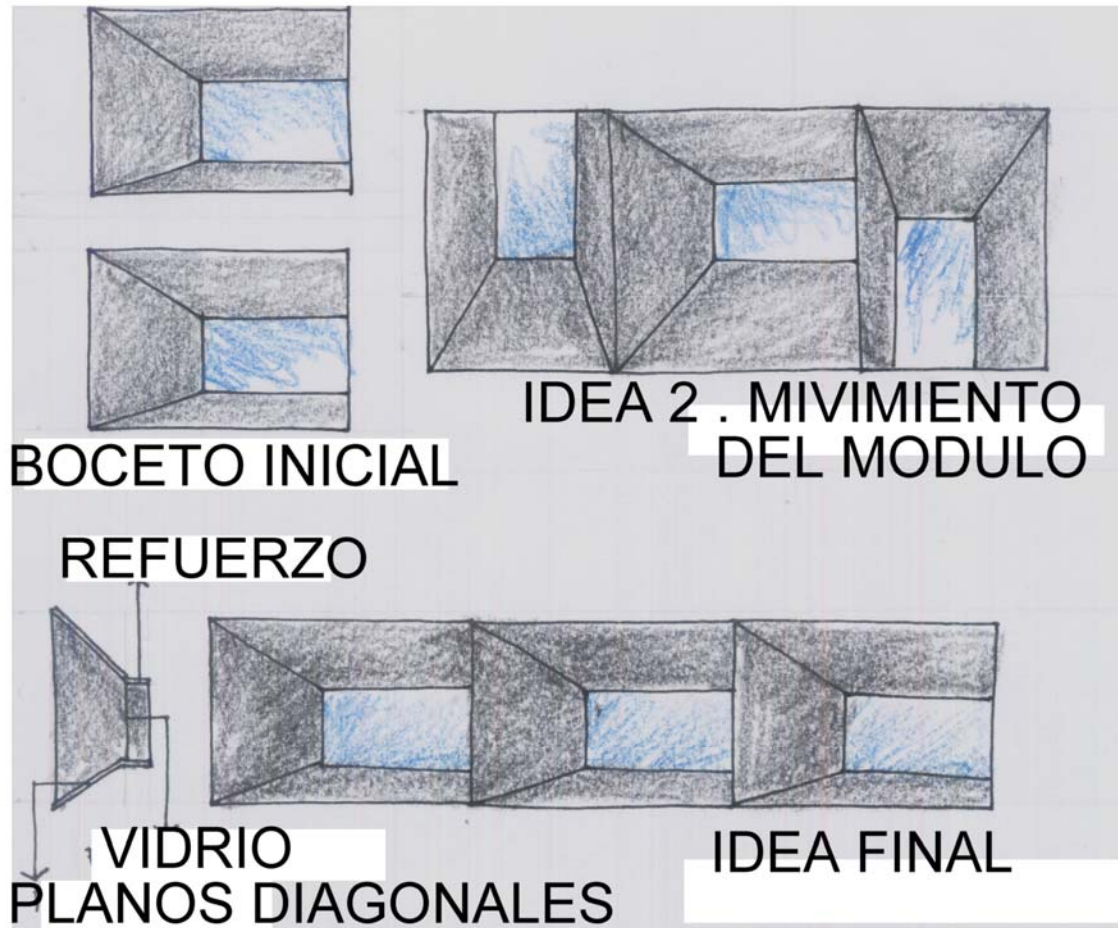 IDEA 2 . MIVIMIENTO
DEL MODULO
BOCETO INICIAL
REFUERZO
VIDRIO
PLANOS DIAGONALES
IDEA FINAL